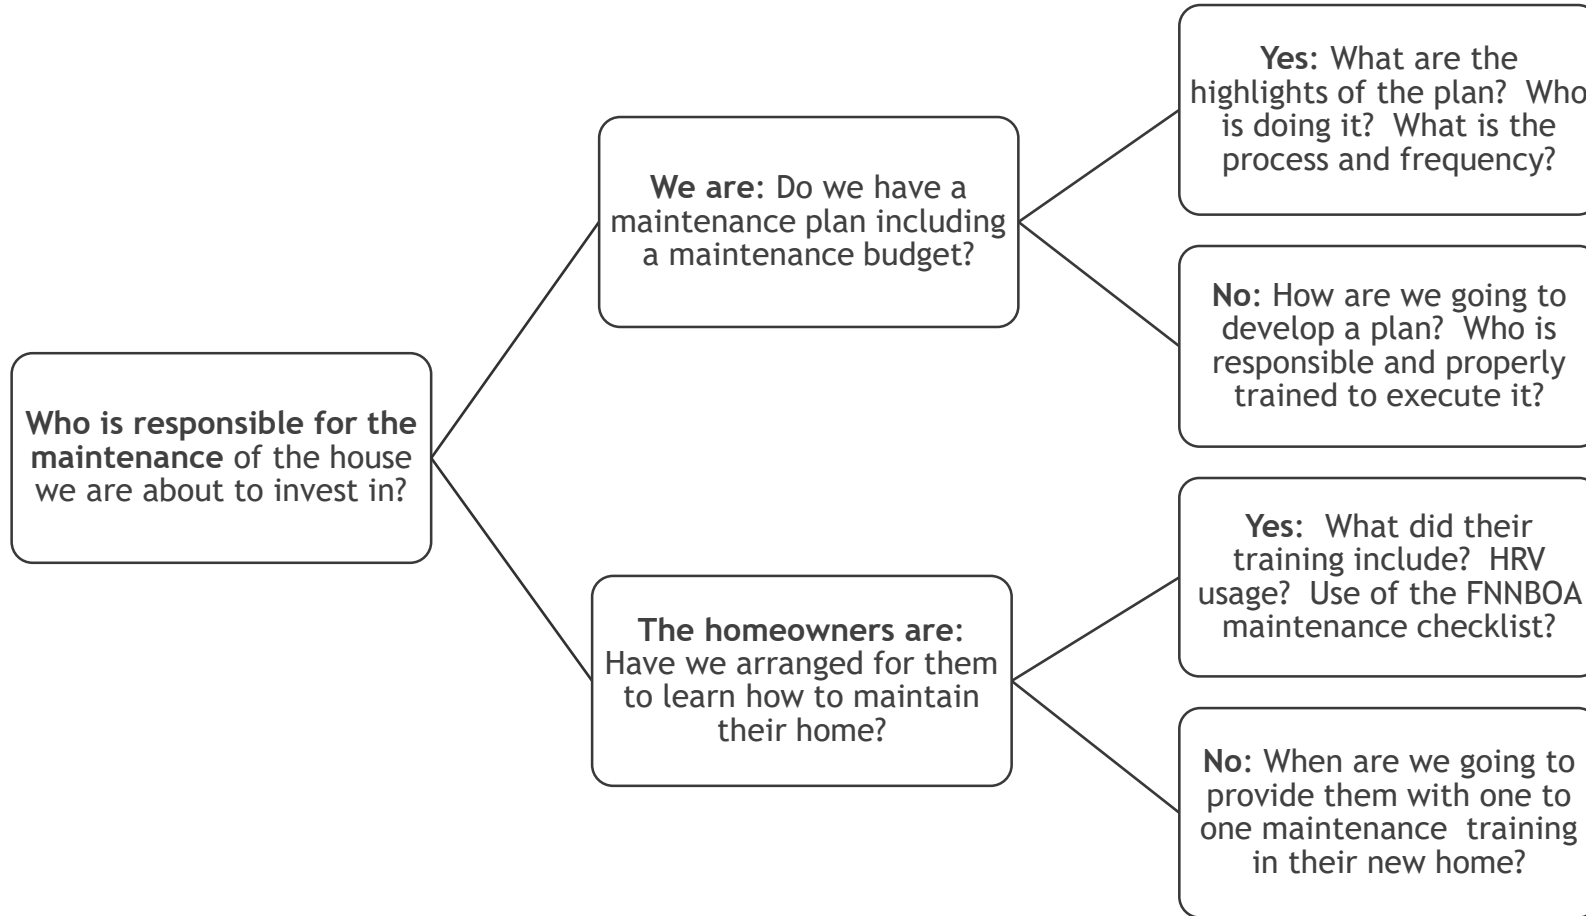 Who is responsible for the
maintenance of the house
we are about to invest in?
We are: Do we have a
maintenance plan including
a maintenance budget?
Yes: What are the
highlights of the plan?  Who
is doing it?  What is the
process and frequency?
No: How are we going to
develop a plan?  Who is
responsible and properly
trained to execute it?
The homeowners are:
Have we arranged for them
to learn how to maintain
their home?
Yes:  What did their
training include?  HRV
usage?  Use of the FNNBOA
maintenance checklist?
No: When are we going to
provide them with one to
one maintenance  training
in their new home?